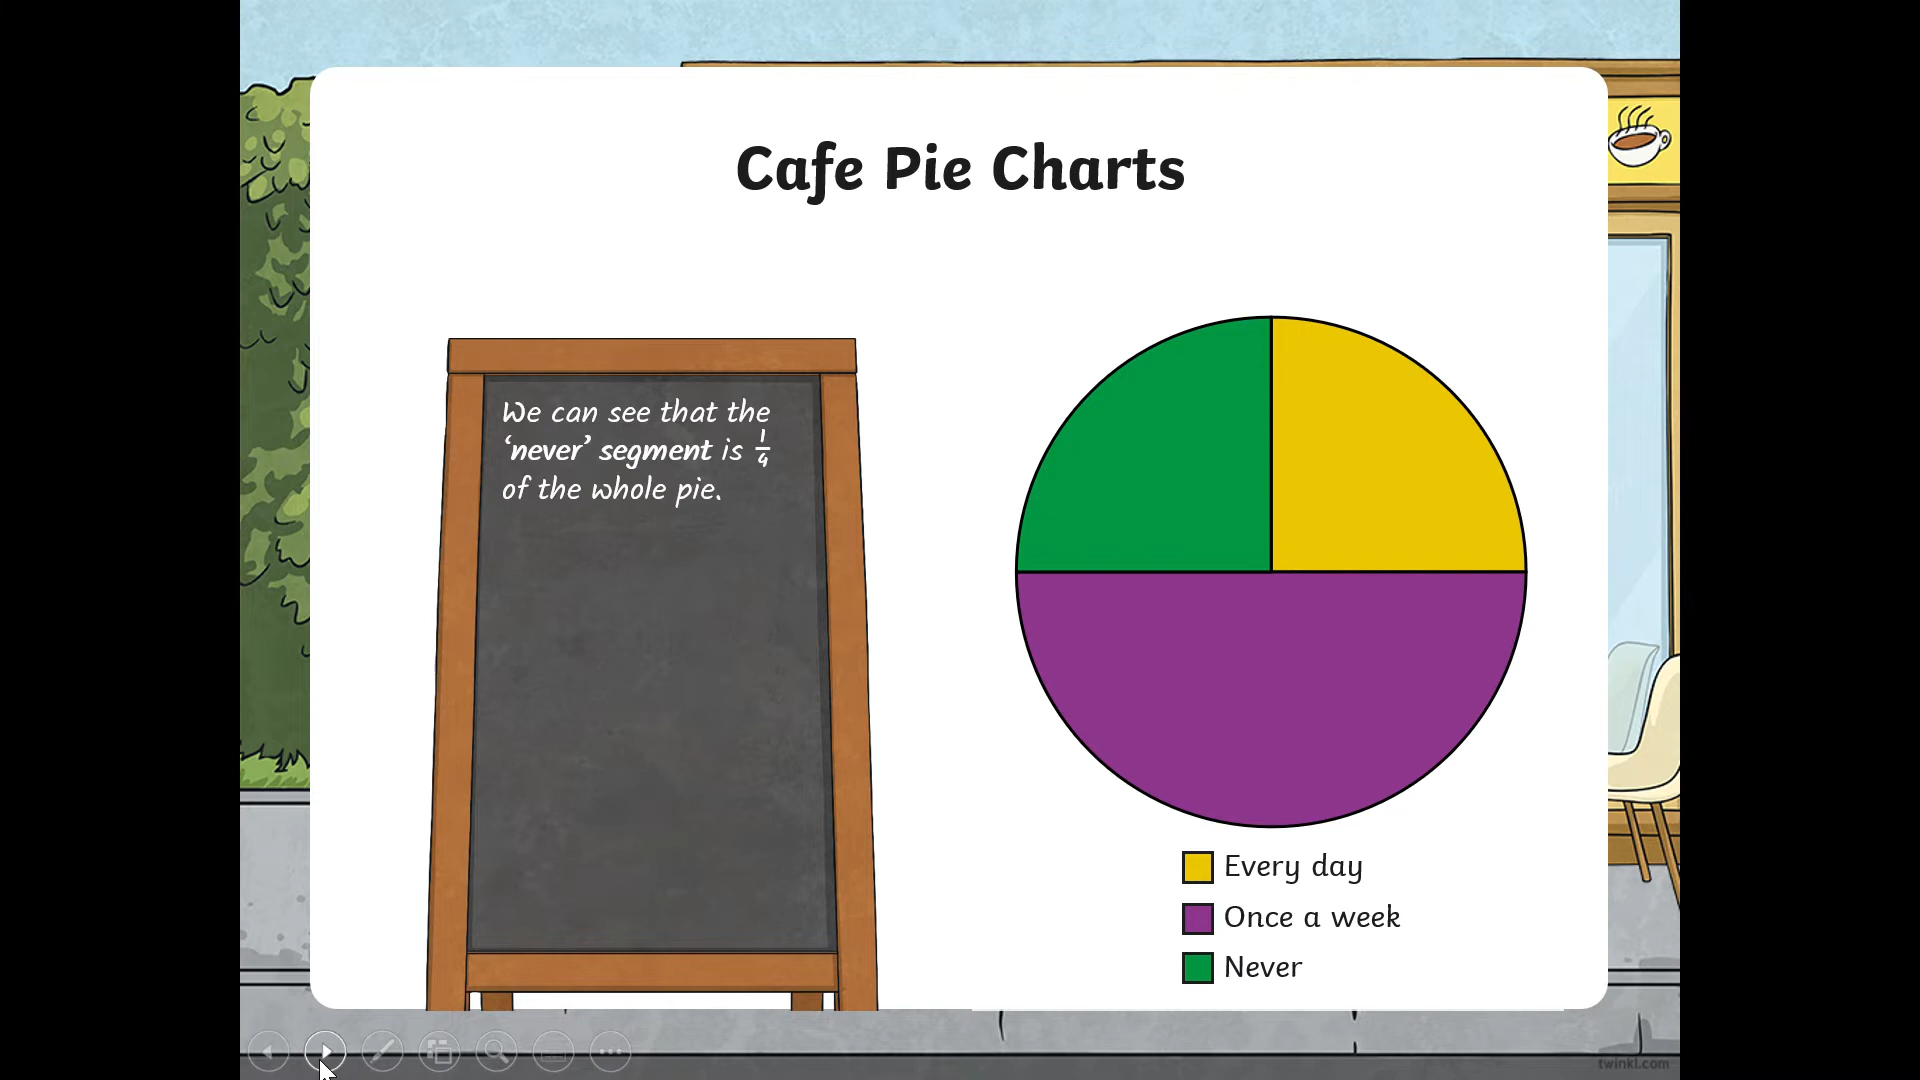 Cafe Pie Charts
We can see that the
‘never’ segment is 1/4
of the whole pie.
Every day
Once a week
Never
twinkl.com